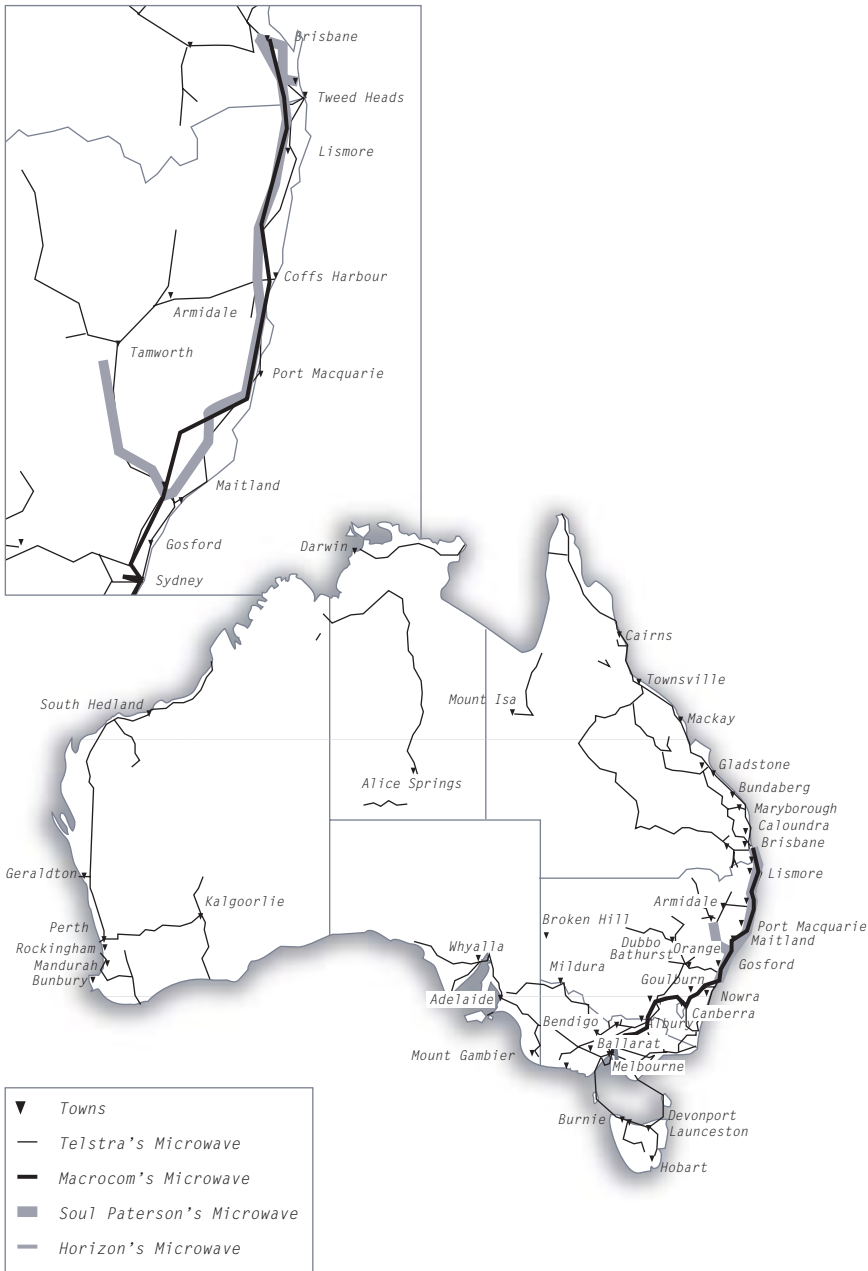 Brisbane
Tweed Heads
Lismore
Coffs Harbour
Armidale
Tamworth
Port Macquarie
Maitland
Gosford
Sydney
Darwin
Cairns
Townsville
Mount Isa
South Hedland
Mackay
Gladstone
Alice Springs
Bundaberg
Maryborough
Caloundra
Brisbane
Geraldton
Lismore
Kalgoorlie
Armidale
Broken Hill
Port Macquarie
Perth
Dubbo
Maitland
Rockingham
Whyalla
Orange
Bathurst
Mandurah
Mildura
Gosford
Bunbury
Goulburn
Adelaide
Nowra
Canberra
Bendigo
Albury
Ballarat
Mount Gambier
Melbourne
Burnie
Devonport
Launceston
Hobart
Towns
Telstra's Microwave
Macrocom's Microwave
Soul Paterson's Microwave
Horizon's Microwave